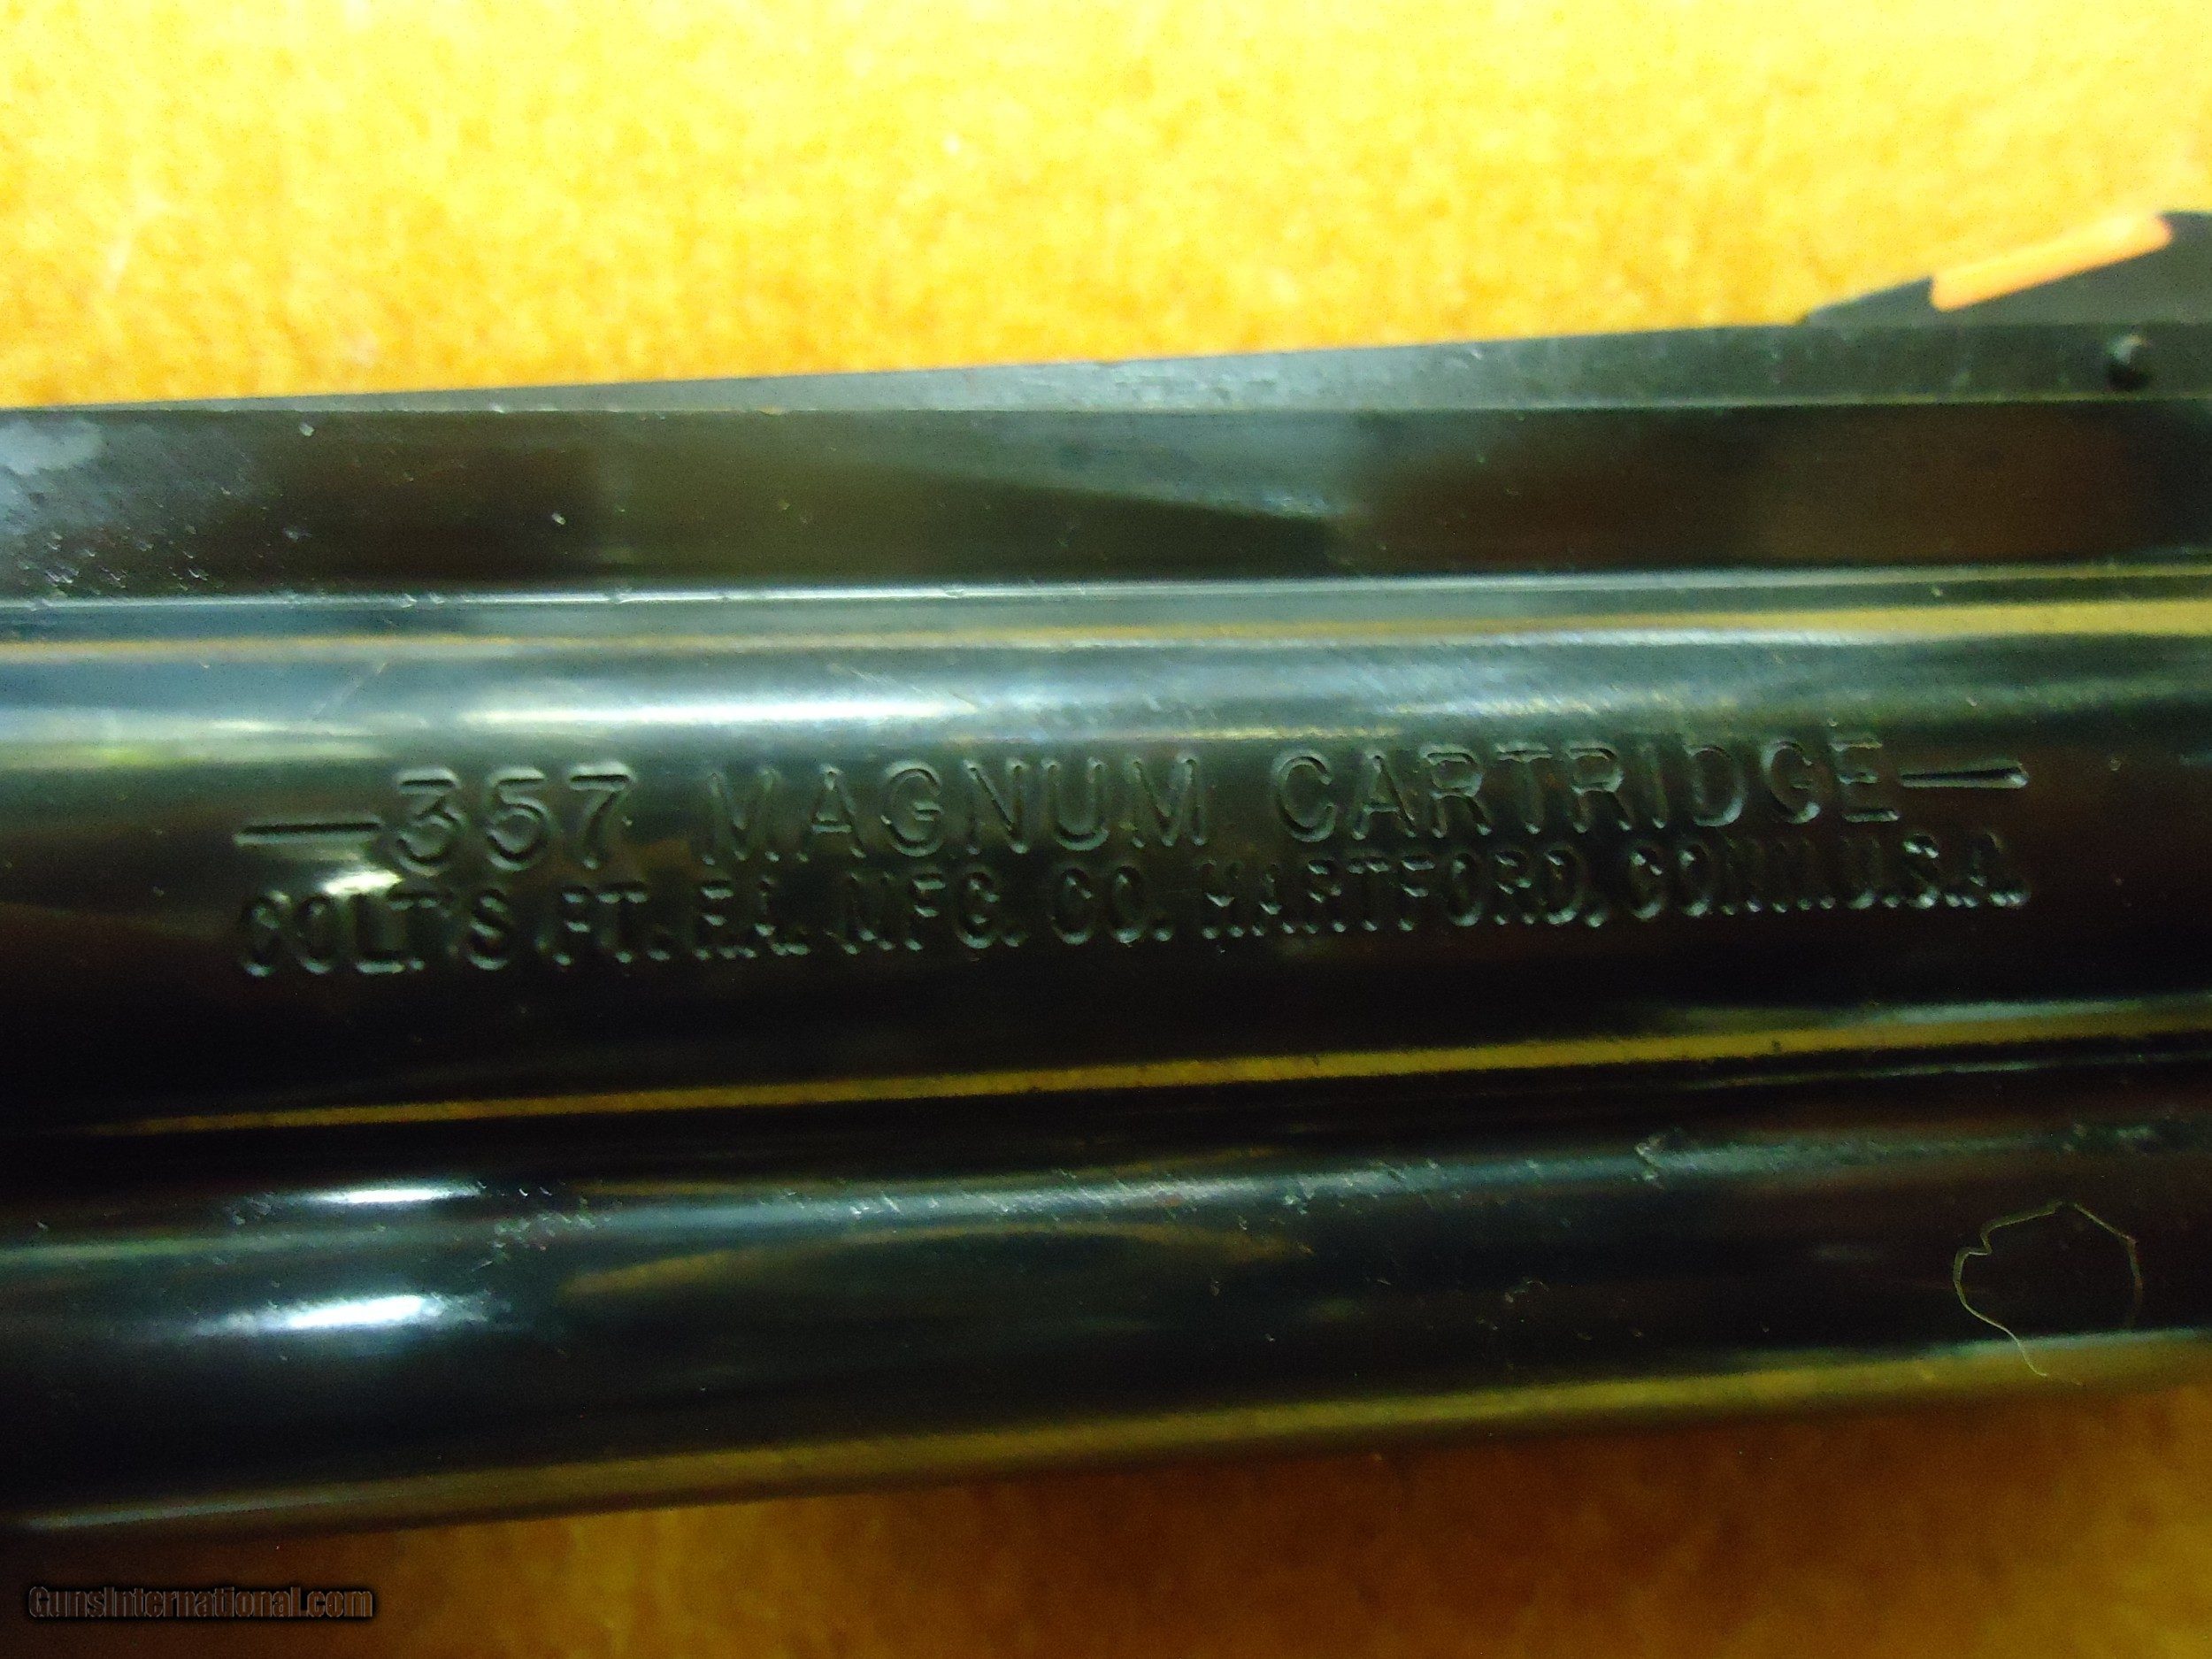 —357 MAGNUM CARTRIDGE—
COLT'S PT. F.A. MFG. CO. HARTFORD, CONN. U.S.A.
GunsInternational.com